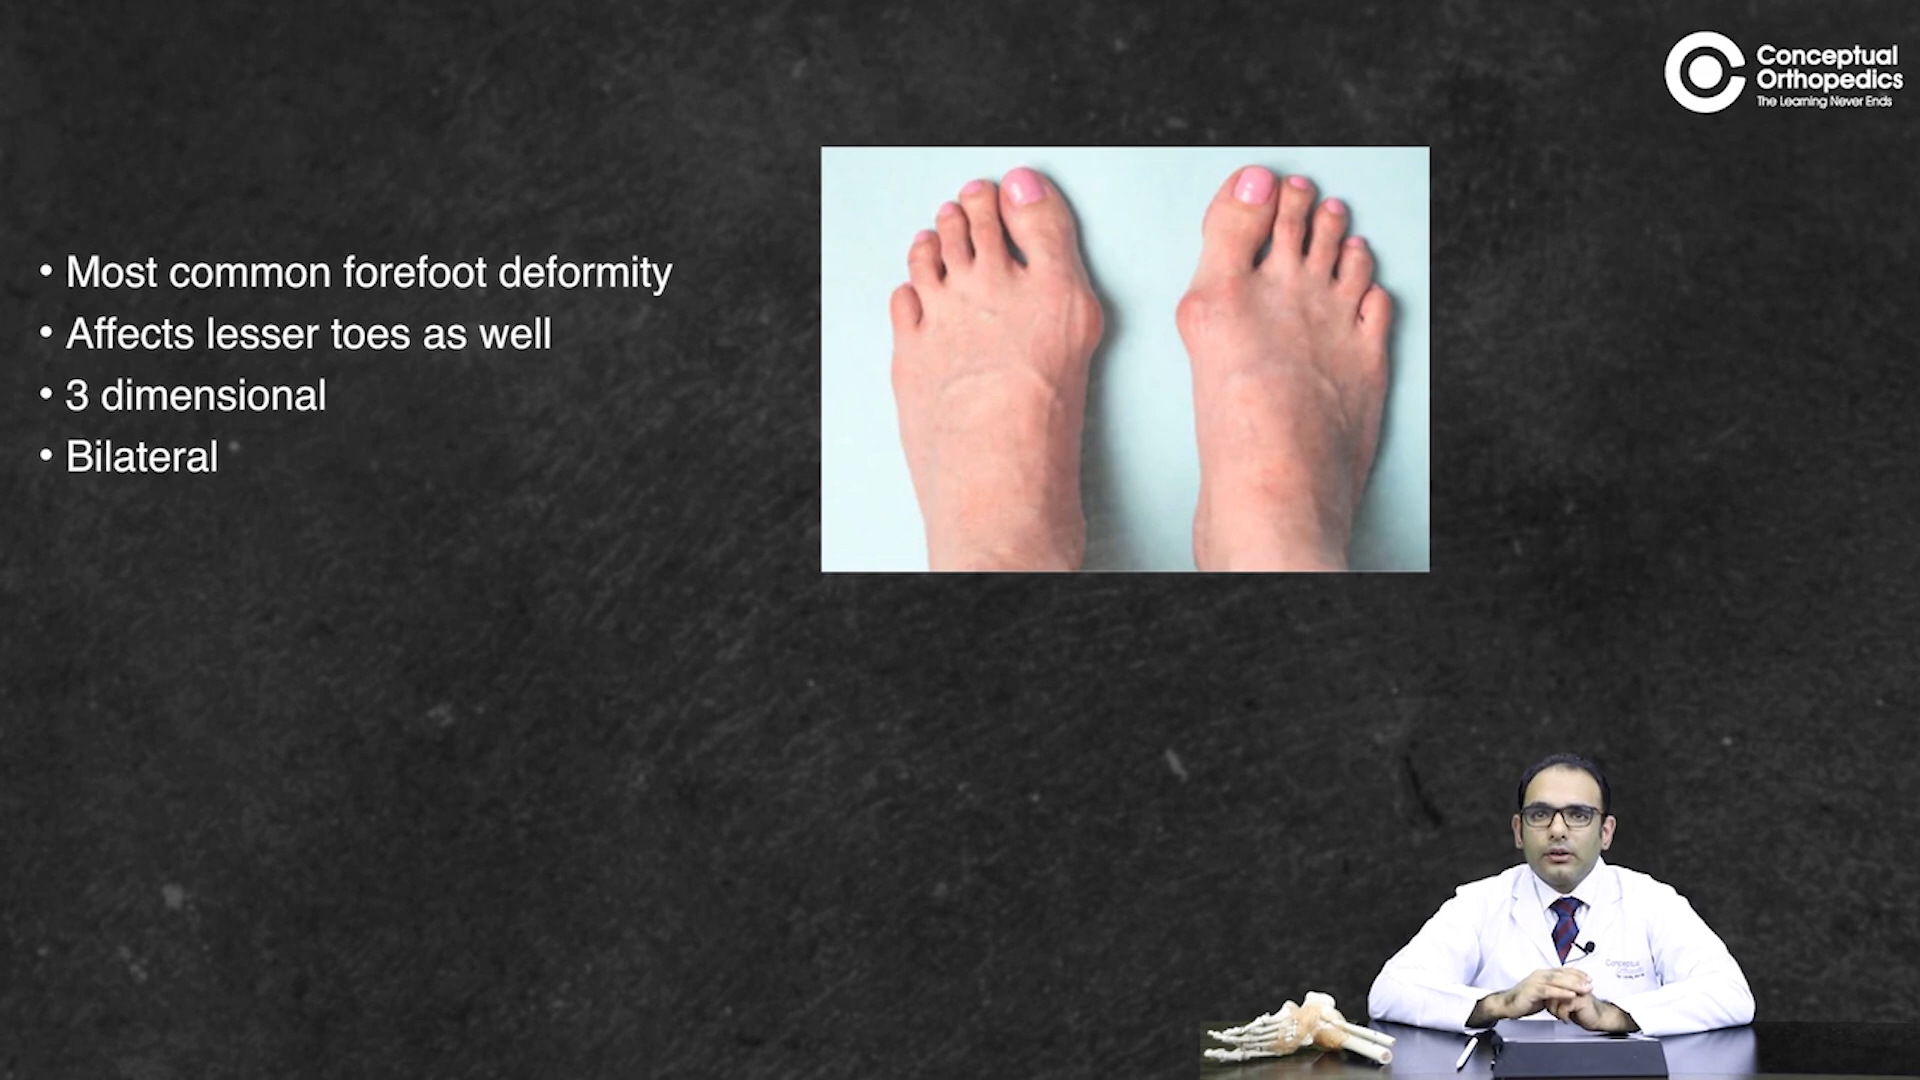 Conceptual
Orthopedics
The Learning Never Ends
• Most common forefoot deformity
• Affects lesser toes as well
• 3 dimensional
• Bilateral